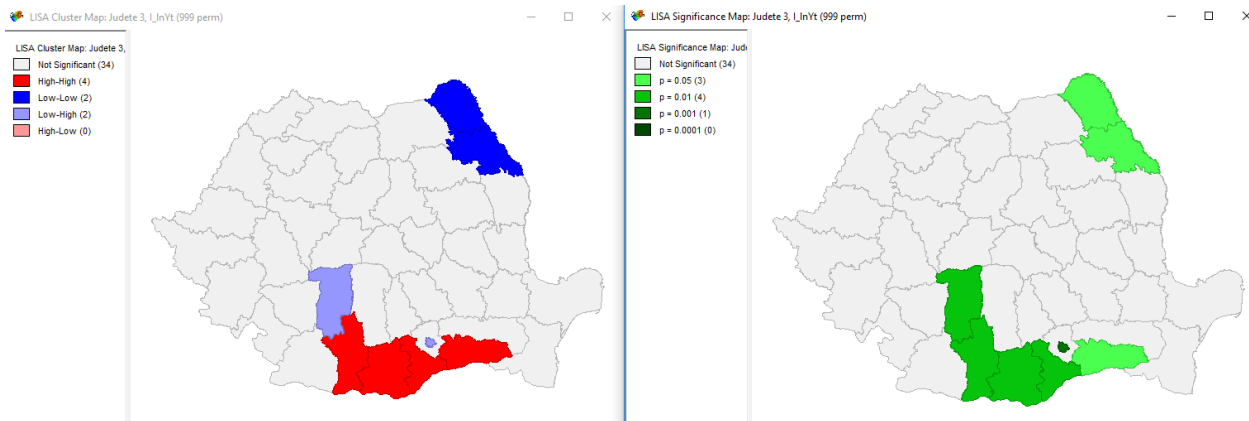 LISA Cluster Map: Judete 3, I_lnYt (999 perm)
LISA Cluster Map: Judete 3,
Not Significant (34)
High-High (4)
Low-Low (2)
Low-High (2)
High-Low (0)
LISA Significance Map: Judete 3, I_lnYt (999 perm)
LISA Significance Map: Jude
Not Significant (34)
p = 0.05 (3)
p = 0.01 (4)
p = 0.001 (1)
p = 0.0001 (0)